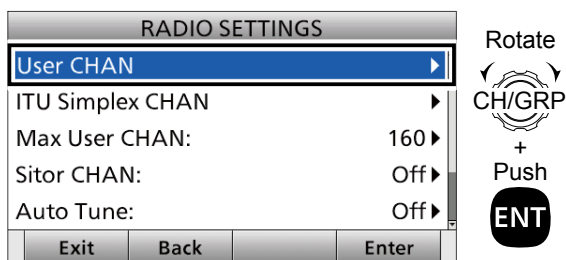 RADIO SETTINGS
User CHAN
ITU Simplex CHAN
Max User CHAN: 160
Sitor CHAN: Off
Auto Tune: Off
Exit Back Enter
Rotate
CH/GRP
+
Push
ENT